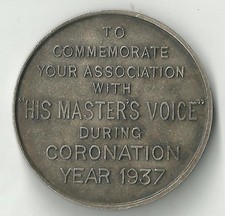 TO
COMMEMORATE
YOUR ASSOCIATION
WITH
"HIS MASTER'S VOICE"
DURING
CORONATION
YEAR 1937